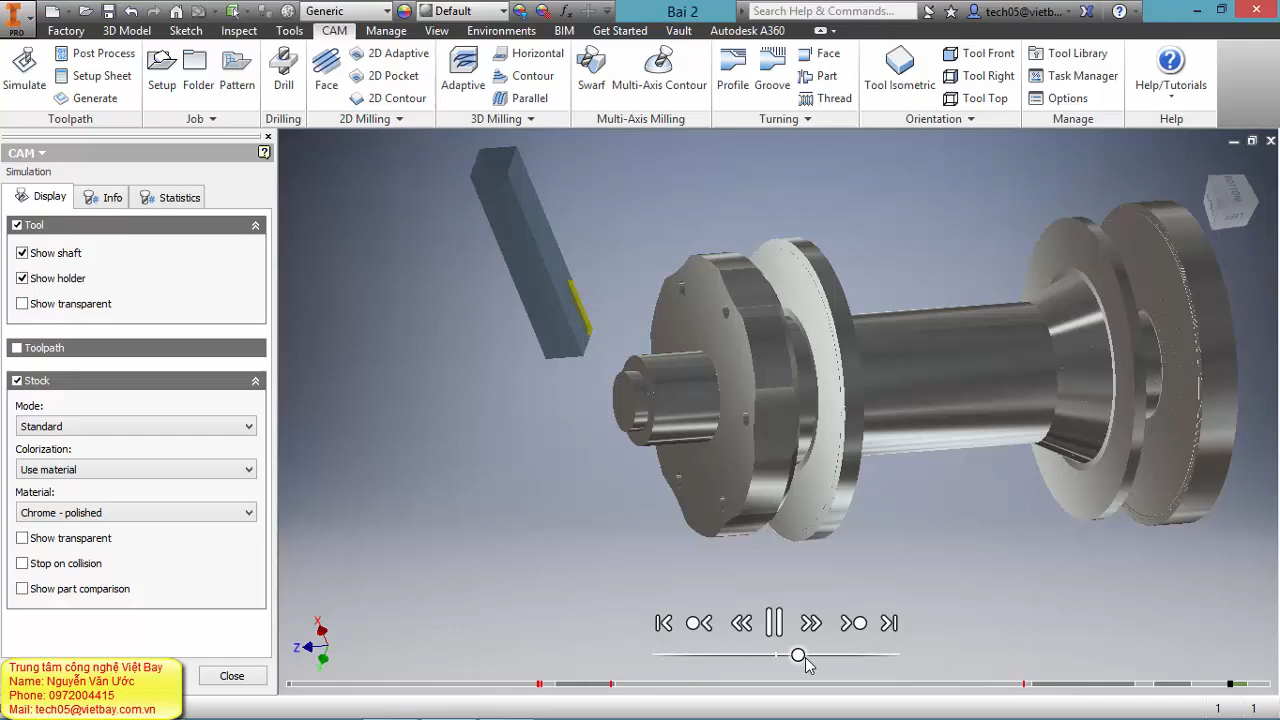 PRO
Generic
Default
fx
Bai 2
Search Help & Commands...
tech05@vietb...
Factory
3D Model
Sketch
Inspect
Tools
CAM
Manage
View
Environments
BIM
Get Started
Vault
Autodesk A360
Simulate
Post Process
Setup Sheet
Generate
Toolpath
Setup
Folder
Pattern
Job
Drill
Drilling
Face
2D Adaptive
2D Pocket
2D Contour
2D Milling
Adaptive
Horizontal
Contour
Parallel
3D Milling
Swarf
Multi-Axis Contour
Multi-Axis Milling
Profile
Groove
Face
Part
Thread
Turning
Tool Isometric
Tool Front
Tool Right
Tool Top
Orientation
Tool Library
Task Manager
Options
Manage
Help/Tutorials
Help
CAM
Simulation
Display
Info
Statistics
Tool
Show shaft
Show holder
Show transparent
Toolpath
Stock
Mode:
Standard
Colorization:
Use material
Material:
Chrome - polished
Show transparent
Stop on collision
Show part comparison
Close
Trung tâm công nghệ Việt Bay
Name: Nguyễn Văn Ước
Phone: 0972004415
Mail: tech05@vietbay.com.vn
BOTTOM
LEFT
X
Z
1 1